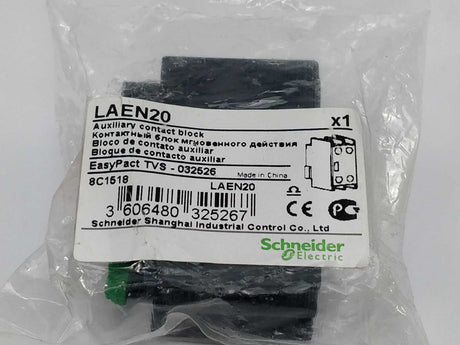 LAEN20
x1
Auxiliary contact block
Контактный блок мгновенного действия
Bloco de contato auxiliar
Bloque de contacto auxiliar
EasyPact TVS - 032526
Made in China
8C1518
LAEN20
3 606480 325267
Schneider Shanghai Industrial Control Co., Ltd
Schneider
Electric